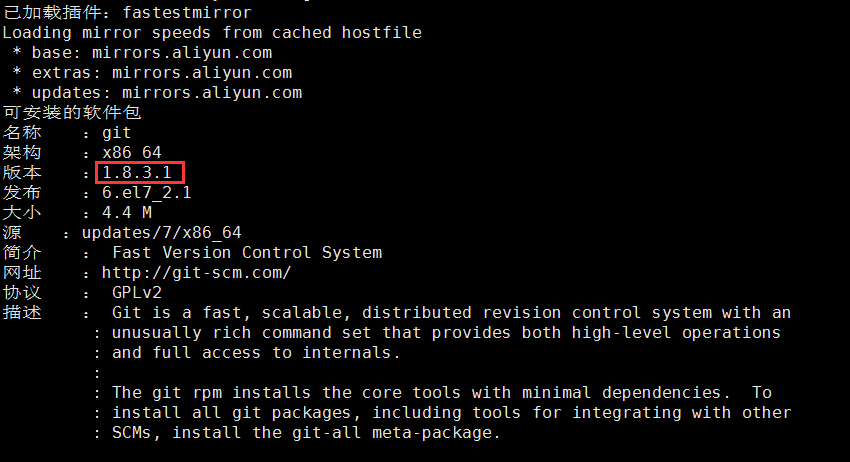 已加载插件：fastestmirror
Loading mirror speeds from cached hostfile
 * base: mirrors.aliyun.com
 * extras: mirrors.aliyun.com
 * updates: mirrors.aliyun.com
可安装的软件包
名称    ：git
架构    ：x86_64
版本    ：1.8.3.1
发布    ：6.el7_2.1
大小    ：4.4 M
源    ：updates/7/x86_64
简介    ： Fast Version Control System
网址    ：http://git-scm.com/
协议    ： GPLv2
描述    ： Git is a fast, scalable, distributed revision control system with an
         : unusually rich command set that provides both high-level operations
         : and full access to internals.
         :
         : The git rpm installs the core tools with minimal dependencies.  To
         : install all git packages, including tools for integrating with other
         : SCMs, install the git-all meta-package.